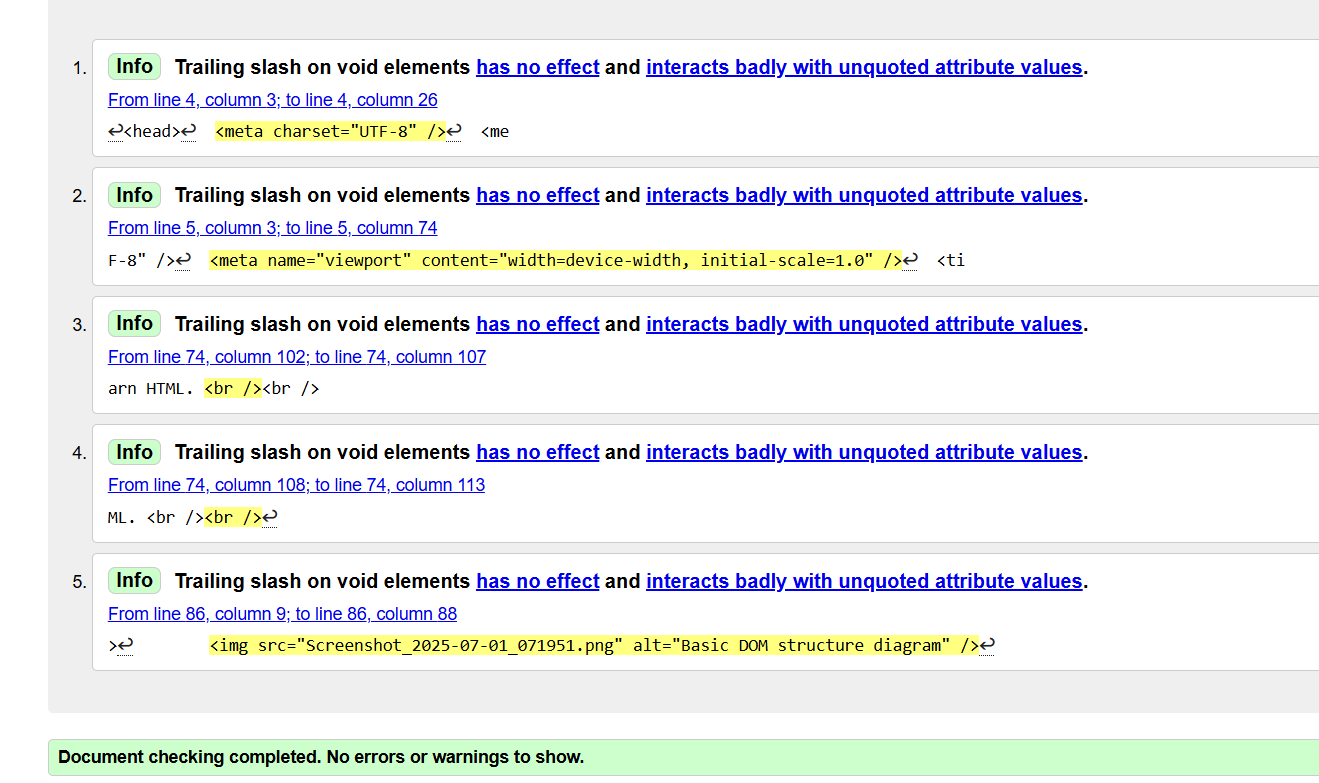 1. Info Trailing slash on void elements has no effect and interacts badly with unquoted attribute values.
From line 4, column 3; to line 4, column 26
↩<head>↩  <meta charset="UTF-8" />↩  <me
2. Info Trailing slash on void elements has no effect and interacts badly with unquoted attribute values.
From line 5, column 3; to line 5, column 74
F-8" />↩  <meta name="viewport" content="width=device-width, initial-scale=1.0" />↩  <ti
3. Info Trailing slash on void elements has no effect and interacts badly with unquoted attribute values.
From line 74, column 102; to line 74, column 107
arn HTML. <br /><br />
4. Info Trailing slash on void elements has no effect and interacts badly with unquoted attribute values.
From line 74, column 108; to line 74, column 113
ML. <br /><br />↩
5. Info Trailing slash on void elements has no effect and interacts badly with unquoted attribute values.
From line 86, column 9; to line 86, column 88
>↩        <img src="Screenshot_2025-07-01_071951.png" alt="Basic DOM structure diagram" />↩
Document checking completed. No errors or warnings to show.